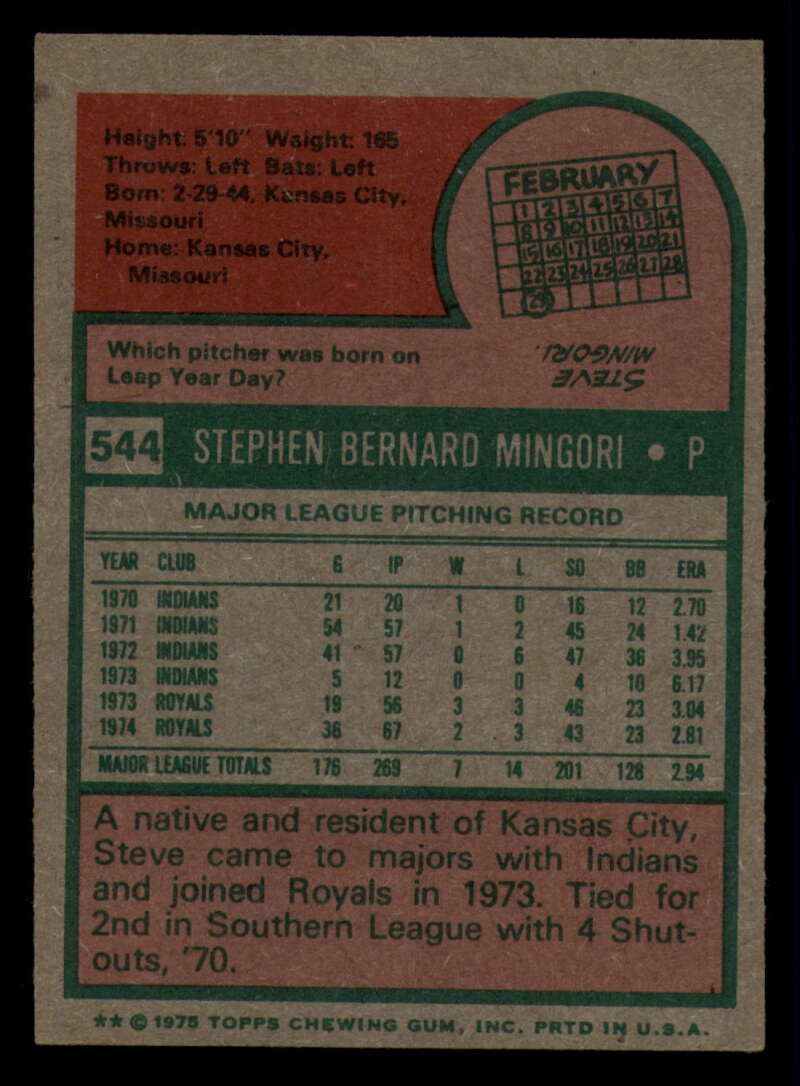 Height: 5'10" Weight: 165
Throws: Left Bats: Left
Born: 2-29-44, Kansas City,
Missouri
Home: Kansas City,
Missouri
FEBRUARY
1 2 3 4 5 6 7
8 9 10 11 12 13 14
15 16 17 18 19 20 21
22 23 24 25 26 27 28
29
Which pitcher was born on
Leap Year Day?
STEVE
MINGORI.
544 STEPHEN BERNARD MINGORI • P
MAJOR LEAGUE PITCHING RECORD
YEAR CLUB G IP W L SO BB ERA
1970 INDIANS 21 20 1 0 16 12 2.70
1971 INDIANS 54 57 1 2 45 24 1.42
1972 INDIANS 41 57 0 6 47 36 3.95
1973 INDIANS 5 12 0 0 4 10 6.17
1973 ROYALS 19 56 3 3 46 23 3.04
1974 ROYALS 36 67 2 3 43 23 2.81
MAJOR LEAGUE TOTALS 176 269 7 14 201 128 2.94
A native and resident of Kansas City,
Steve came to majors with Indians
and joined Royals in 1973. Tied for
2nd in Southern League with 4 Shut-
outs, '70.
** © 1975 TOPPS CHEWING GUM, INC. PRTD IN U.S.A.